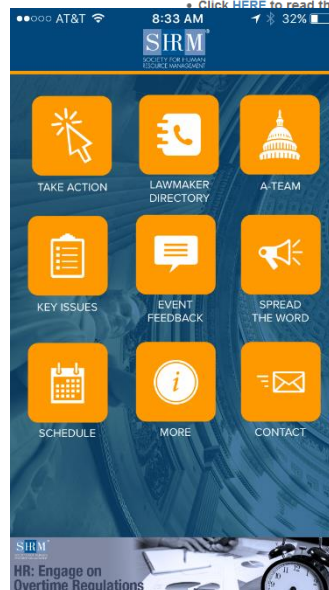 • Click HERE to read th
AT&T 8:33 AM 32%
SHRM
SOCIETY FOR HUMAN
RESOURCE MANAGEMENT
TAKE ACTION
LAWMAKER
DIRECTORY
A-TEAM
KEY ISSUES
EVENT
FEEDBACK
SPREAD
THE WORD
SCHEDULE
i
MORE
CONTACT
SHRM
HR: Engage on
Overtime Regulations